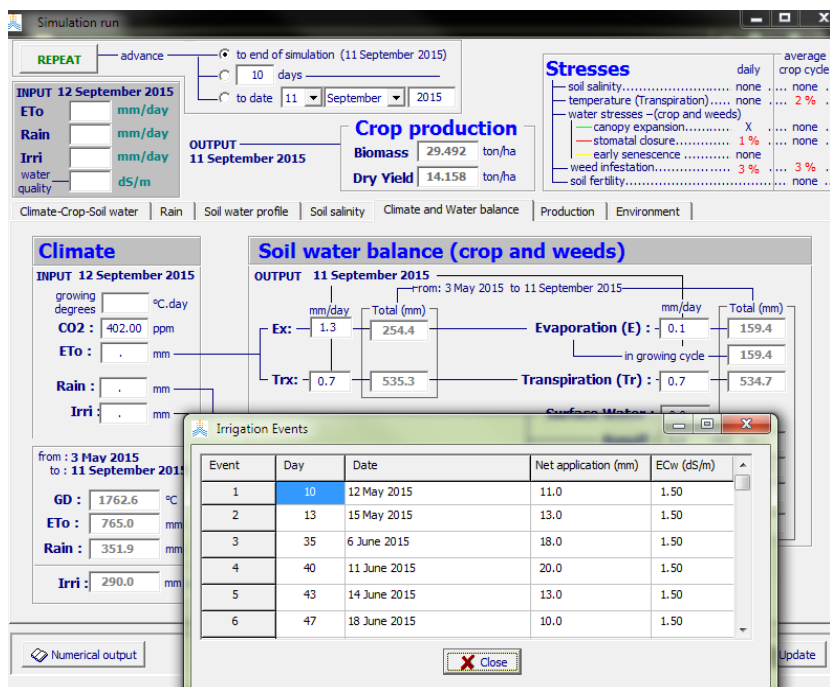 Simulation run
REPEAT
advance
to end of simulation (11 September 2015)
10 days
to date 11 September 2015
INPUT 12 September 2015
ETo mm/day
Rain mm/day
Irri mm/day
water quality dS/m
OUTPUT
11 September 2015
Crop production
Biomass 29.492 ton/ha
Dry Yield 14.158 ton/ha
Stresses daily average crop cycle
soil salinity none none
temperature (Transpiration) none 2 %
water stresses - (crop and weeds)
canopy expansion X none
stomatal closure 1 % none
early senescence none
weed infestation 3 % 3 %
soil fertility none
Climate-Crop-Soil water Rain Soil water profile Soil salinity Climate and Water balance Production Environment
Climate
INPUT 12 September 2015
growing degrees °C.day
CO2 : 402.00 ppm
ETo : . mm
Rain : . mm
Irri : . mm
from : 3 May 2015
to : 11 September 201
GD : 1762.6 °C
ETo : 765.0 mm
Rain : 351.9 mm
Irri : 290.0 mm
Soil water balance (crop and weeds)
OUTPUT 11 September 2015
From: 3 May 2015 to 11 September 2015
mm/day Total (mm) mm/day Total (mm)
Ex: 1.3 254.4 Evaporation (E) : 0.1 159.4
in growing cycle 159.4
Trx: 0.7 535.3 Transpiration (Tr) : 0.7 534.7
Surface Water :
Irrigation Events
Event Day Date Net application (mm) ECw (dS/m)
1 10 12 May 2015 11.0 1.50
2 13 15 May 2015 13.0 1.50
3 35 6 June 2015 18.0 1.50
4 40 11 June 2015 20.0 1.50
5 43 14 June 2015 13.0 1.50
6 47 18 June 2015 10.0 1.50
Close
Numerical output
Update